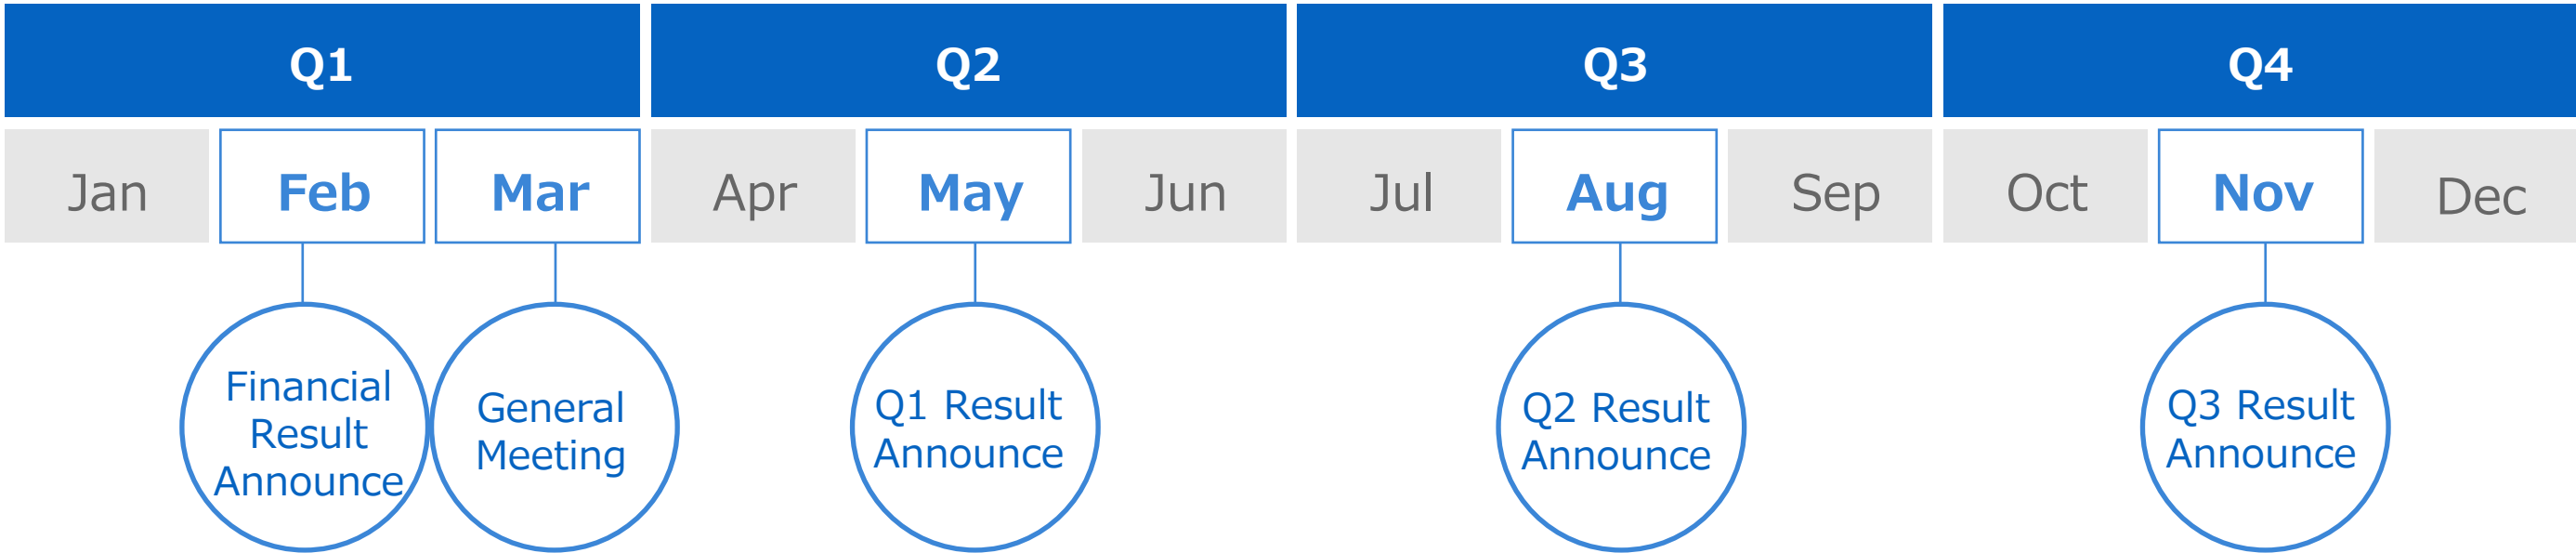 Q1
Q2
Q3
Q4
Jan
Feb
Mar
Apr
May
Jun
Jul
Aug
Sep
Oct
Nov
Dec
Financial
Result
Announce
General
Meeting
Q1 Result
Announce
Q2 Result
Announce
Q3 Result
Announce